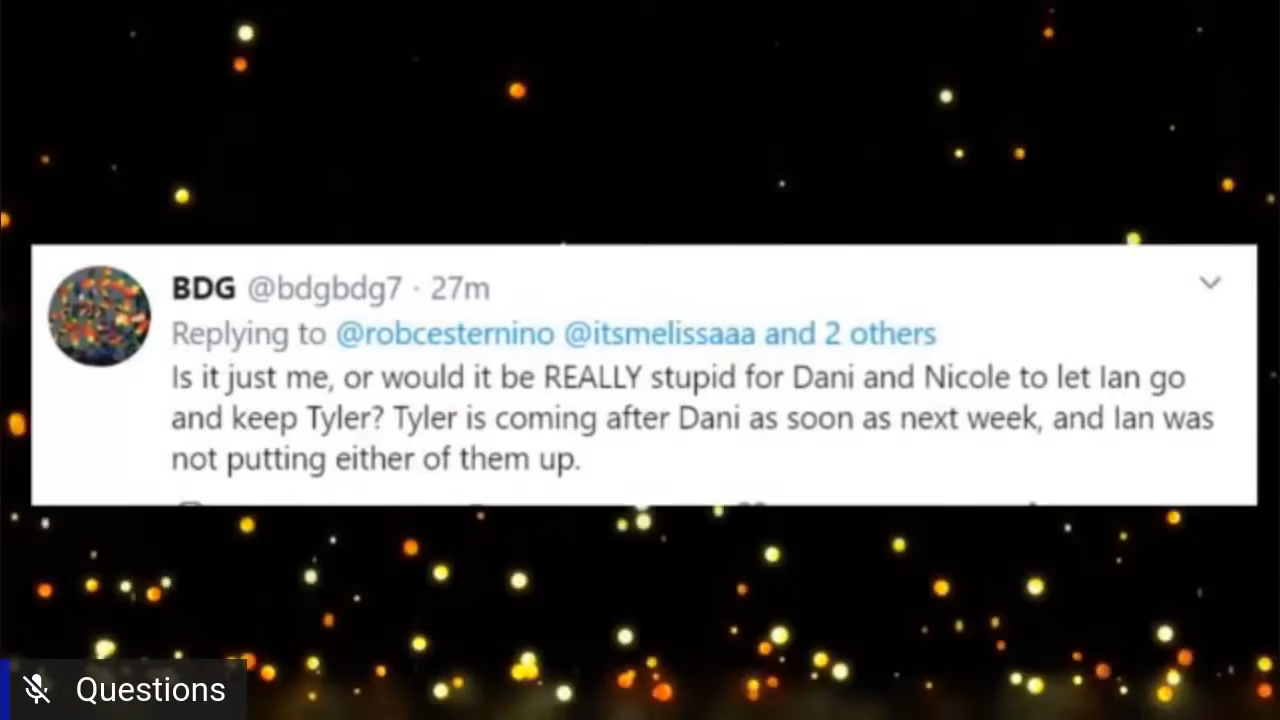 BDG @bdgbdg7 · 27m
Replying to @robcesternino @itsmelissaaa and 2 others
Is it just me, or would it be REALLY stupid for Dani and Nicole to let Ian go
and keep Tyler? Tyler is coming after Dani as soon as next week, and Ian was
not putting either of them up.
Questions